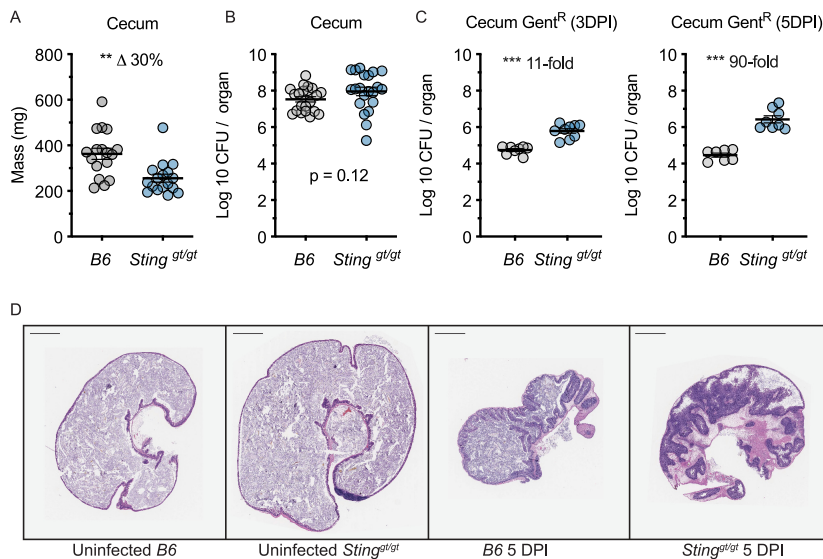 A
Cecum
** Δ 30%
Mass (mg)
800
600
400
200
0
B6
Sting gt/gt
B
Cecum
p = 0.12
Log 10 CFU / organ
10
8
6
4
2
0
B6
Sting gt/gt
C
Cecum GentR (3DPI)
*** 11-fold
Log 10 CFU / organ
10
8
6
4
2
0
B6
Sting gt/gt
Cecum GentR (5DPI)
*** 90-fold
Log 10 CFU / organ
10
8
6
4
2
0
B6
Sting gt/gt
D
Uninfected B6
Uninfected Stinggt/gt
B6 5 DPI
Stinggt/gt 5 DPI